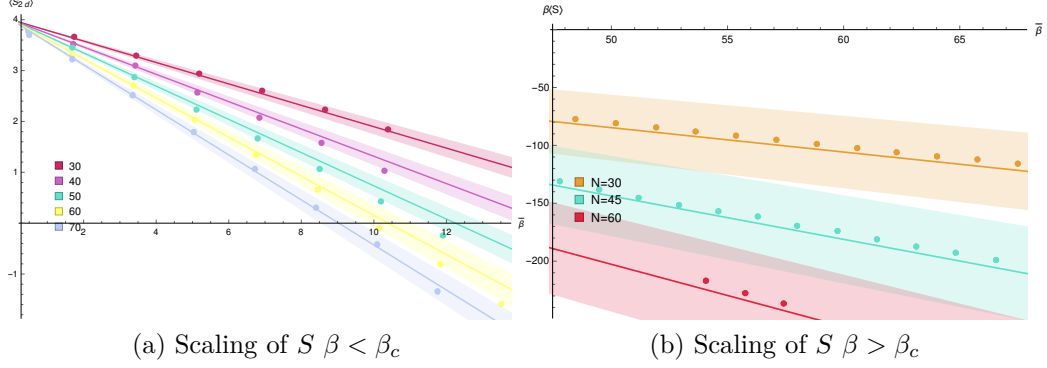 ⟨S₂ d⟩
4
3
2
1
-1
2
4
6
8
10
12
β̅
30
40
50
60
70
(a) Scaling of S β < βc
β⟨S⟩
50
55
60
65
β̅
-50
-100
-150
-200
N=30
N=45
N=60
(b) Scaling of S β > βc